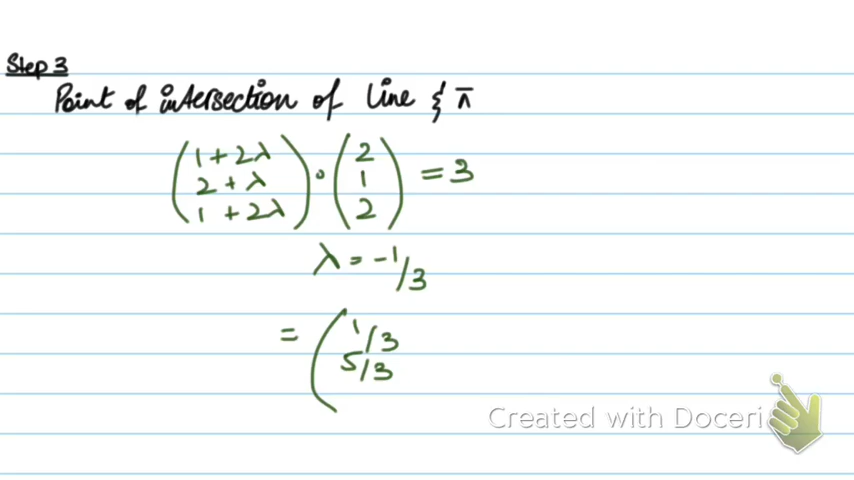 Step 3
Point of intersection of line & π
(1 + 2λ
2 + λ
1 + 2λ) · (2
1
2) = 3
λ = -1/3
= (1/3
5/3
Created with Doceri